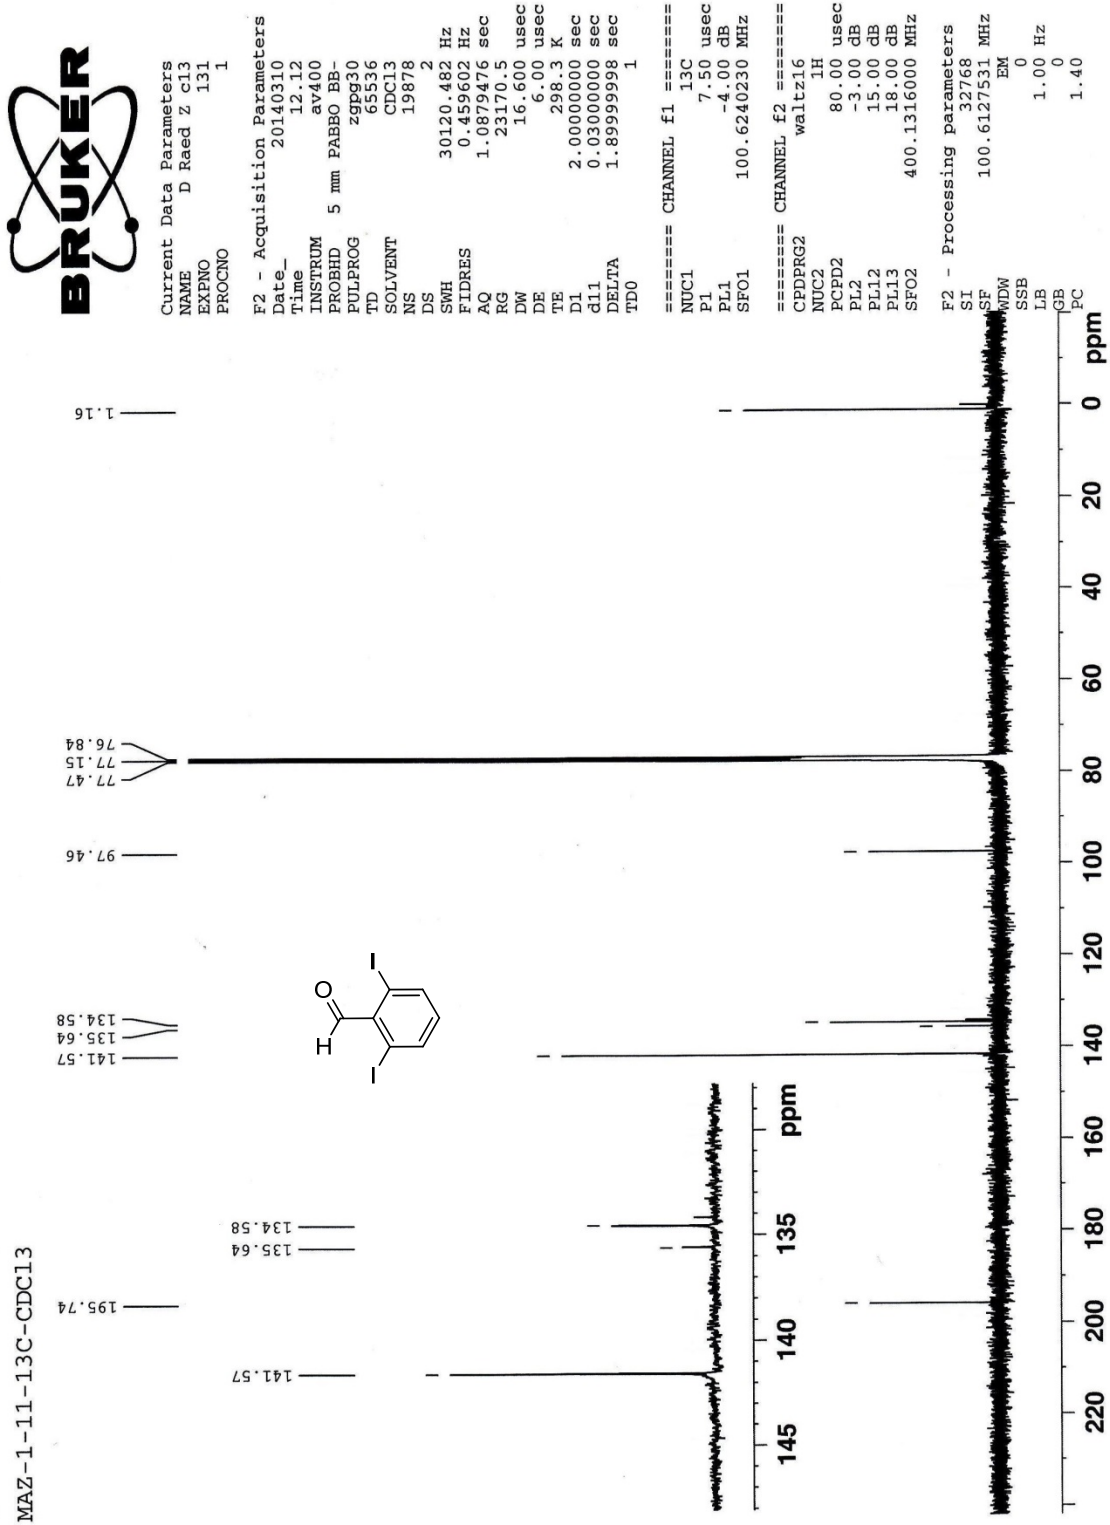 MAZ-1-11-13C-CDCl3
195.74
141.57
135.64
134.58
97.46
77.47
77.15
76.84
1.16
BRUKER
Current Data Parameters
NAME D Raed Z c13
EXPNO 131
PROCNO 1
F2 - Acquisition Parameters
Date_ 20140310
Time 12.12
INSTRUM av400
PROBHD 5 mm PABBO BB-
PULPROG zgpg30
TD 65536
SOLVENT CDCl3
NS 19878
DS 2
SWH 30120.482 Hz
FIDRES 0.459602 Hz
AQ 1.0879476 sec
RG 23170.5
DW 16.600 usec
DE 6.00 usec
TE 298.3 K
D1 2.00000000 sec
d11 0.03000000 sec
DELTA 1.89999998 sec
TD0 1
======== CHANNEL f1 ========
NUC1 13C
P1 7.50 usec
PL1 -4.00 dB
SFO1 100.6240230 MHz
======== CHANNEL f2 ========
CPDPRG2 waltz16
NUC2 1H
PCPD2 80.00 usec
PL2 -3.00 dB
PL12 15.00 dB
PL13 18.00 dB
SFO2 400.1316000 MHz
F2 - Processing parameters
SI 32768
SF 100.6127531 MHz
WDW EM
SSB 0
LB 1.00 Hz
GB 0
PC 1.40
H O
I I
141.57
135.64
134.58
145 140 135 ppm
220 200 180 160 140 120 100 80 60 40 20 0 ppm